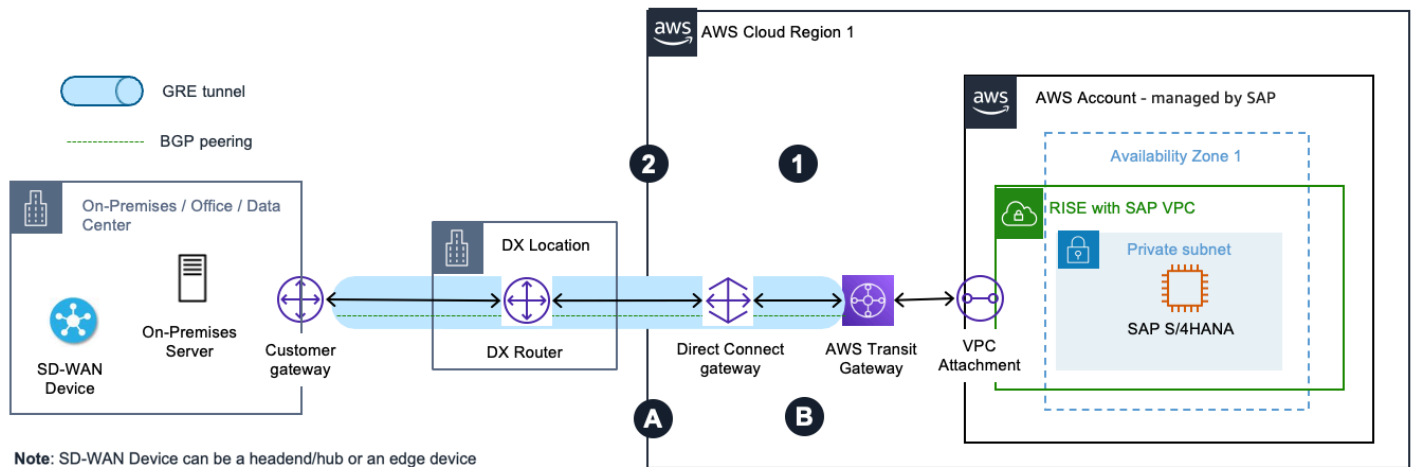 aws
AWS Cloud Region 1
GRE tunnel
BGP peering
aws
AWS Account - managed by SAP
2
1
Availability Zone 1
On-Premises / Office / Data
Center
RISE with SAP VPC
DX Location
Private subnet
On-Premises
Server
SD-WAN
Device
Customer
gateway
DX Router
Direct Connect
gateway
AWS Transit
Gateway
VPC
Attachment
SAP S/4HANA
A
B
Note: SD-WAN Device can be a headend/hub or an edge device